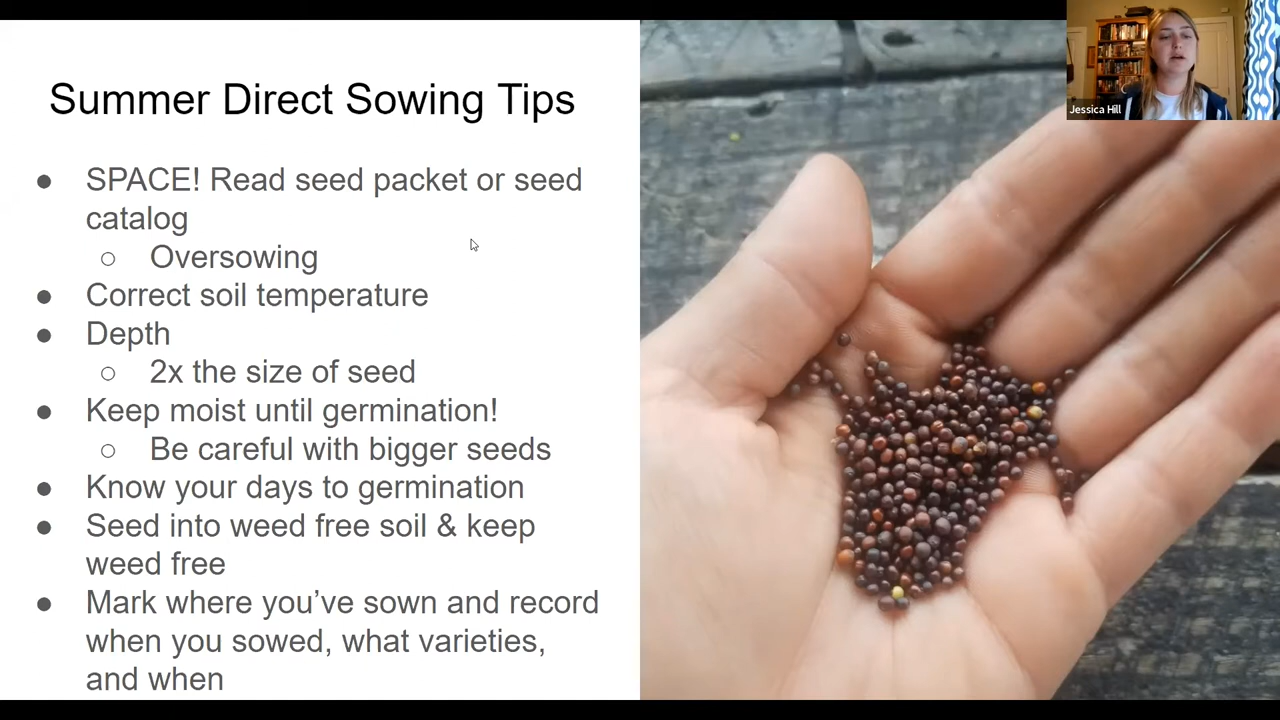 Summer Direct Sowing Tips
● SPACE! Read seed packet or seed
catalog
○ Oversowing
● Correct soil temperature
● Depth
○ 2x the size of seed
● Keep moist until germination!
○ Be careful with bigger seeds
● Know your days to germination
● Seed into weed free soil & keep
weed free
● Mark where you’ve sown and record
when you sowed, what varieties,
and when
Jessica Hill